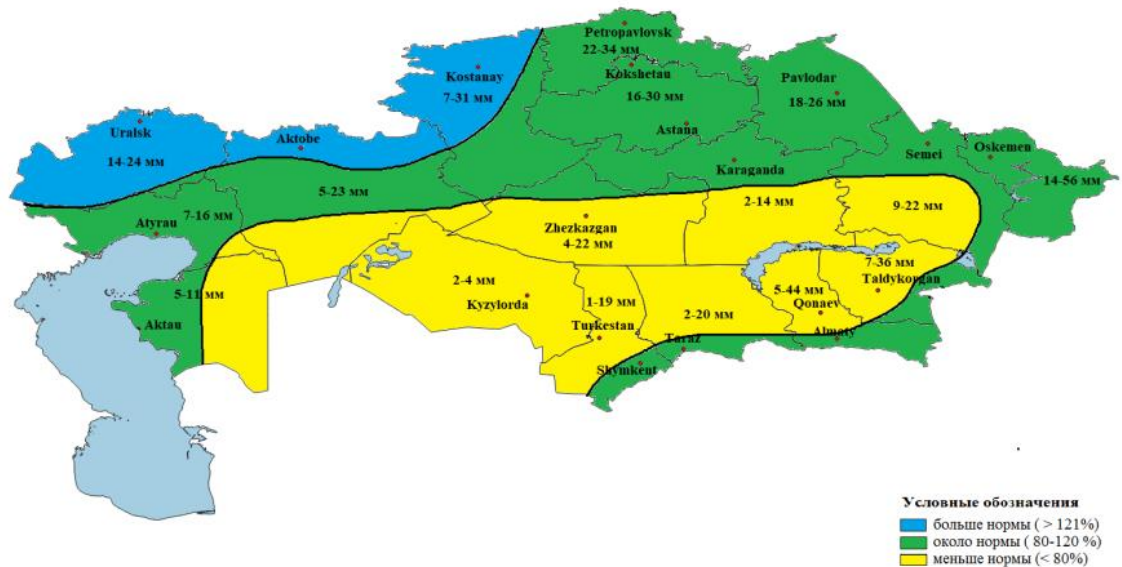 Petropavlovsk
22-34 мм
Kostanay
7-31 мм
Kokshetau
16-30 мм
Pavlodar
18-26 мм
Uralsk
14-24 мм
Aktobe
Astana
Semei
Oskemen
Karaganda
14-56 мм
5-23 мм
7-16 мм
Atyrau
2-14 мм
9-22 мм
Zhezkazgan
4-22 мм
7-36 мм
Taldykorgan
5-11 мм
Aktau
2-4 мм
Kyzylorda
1-19 мм
Turkestan
2-20 мм
5-44 мм
Qonaev
Almaty
Taraz
Shymkent
Условные обозначения
больше нормы ( > 121%)
около нормы ( 80-120 %)
меньше нормы (< 80%)